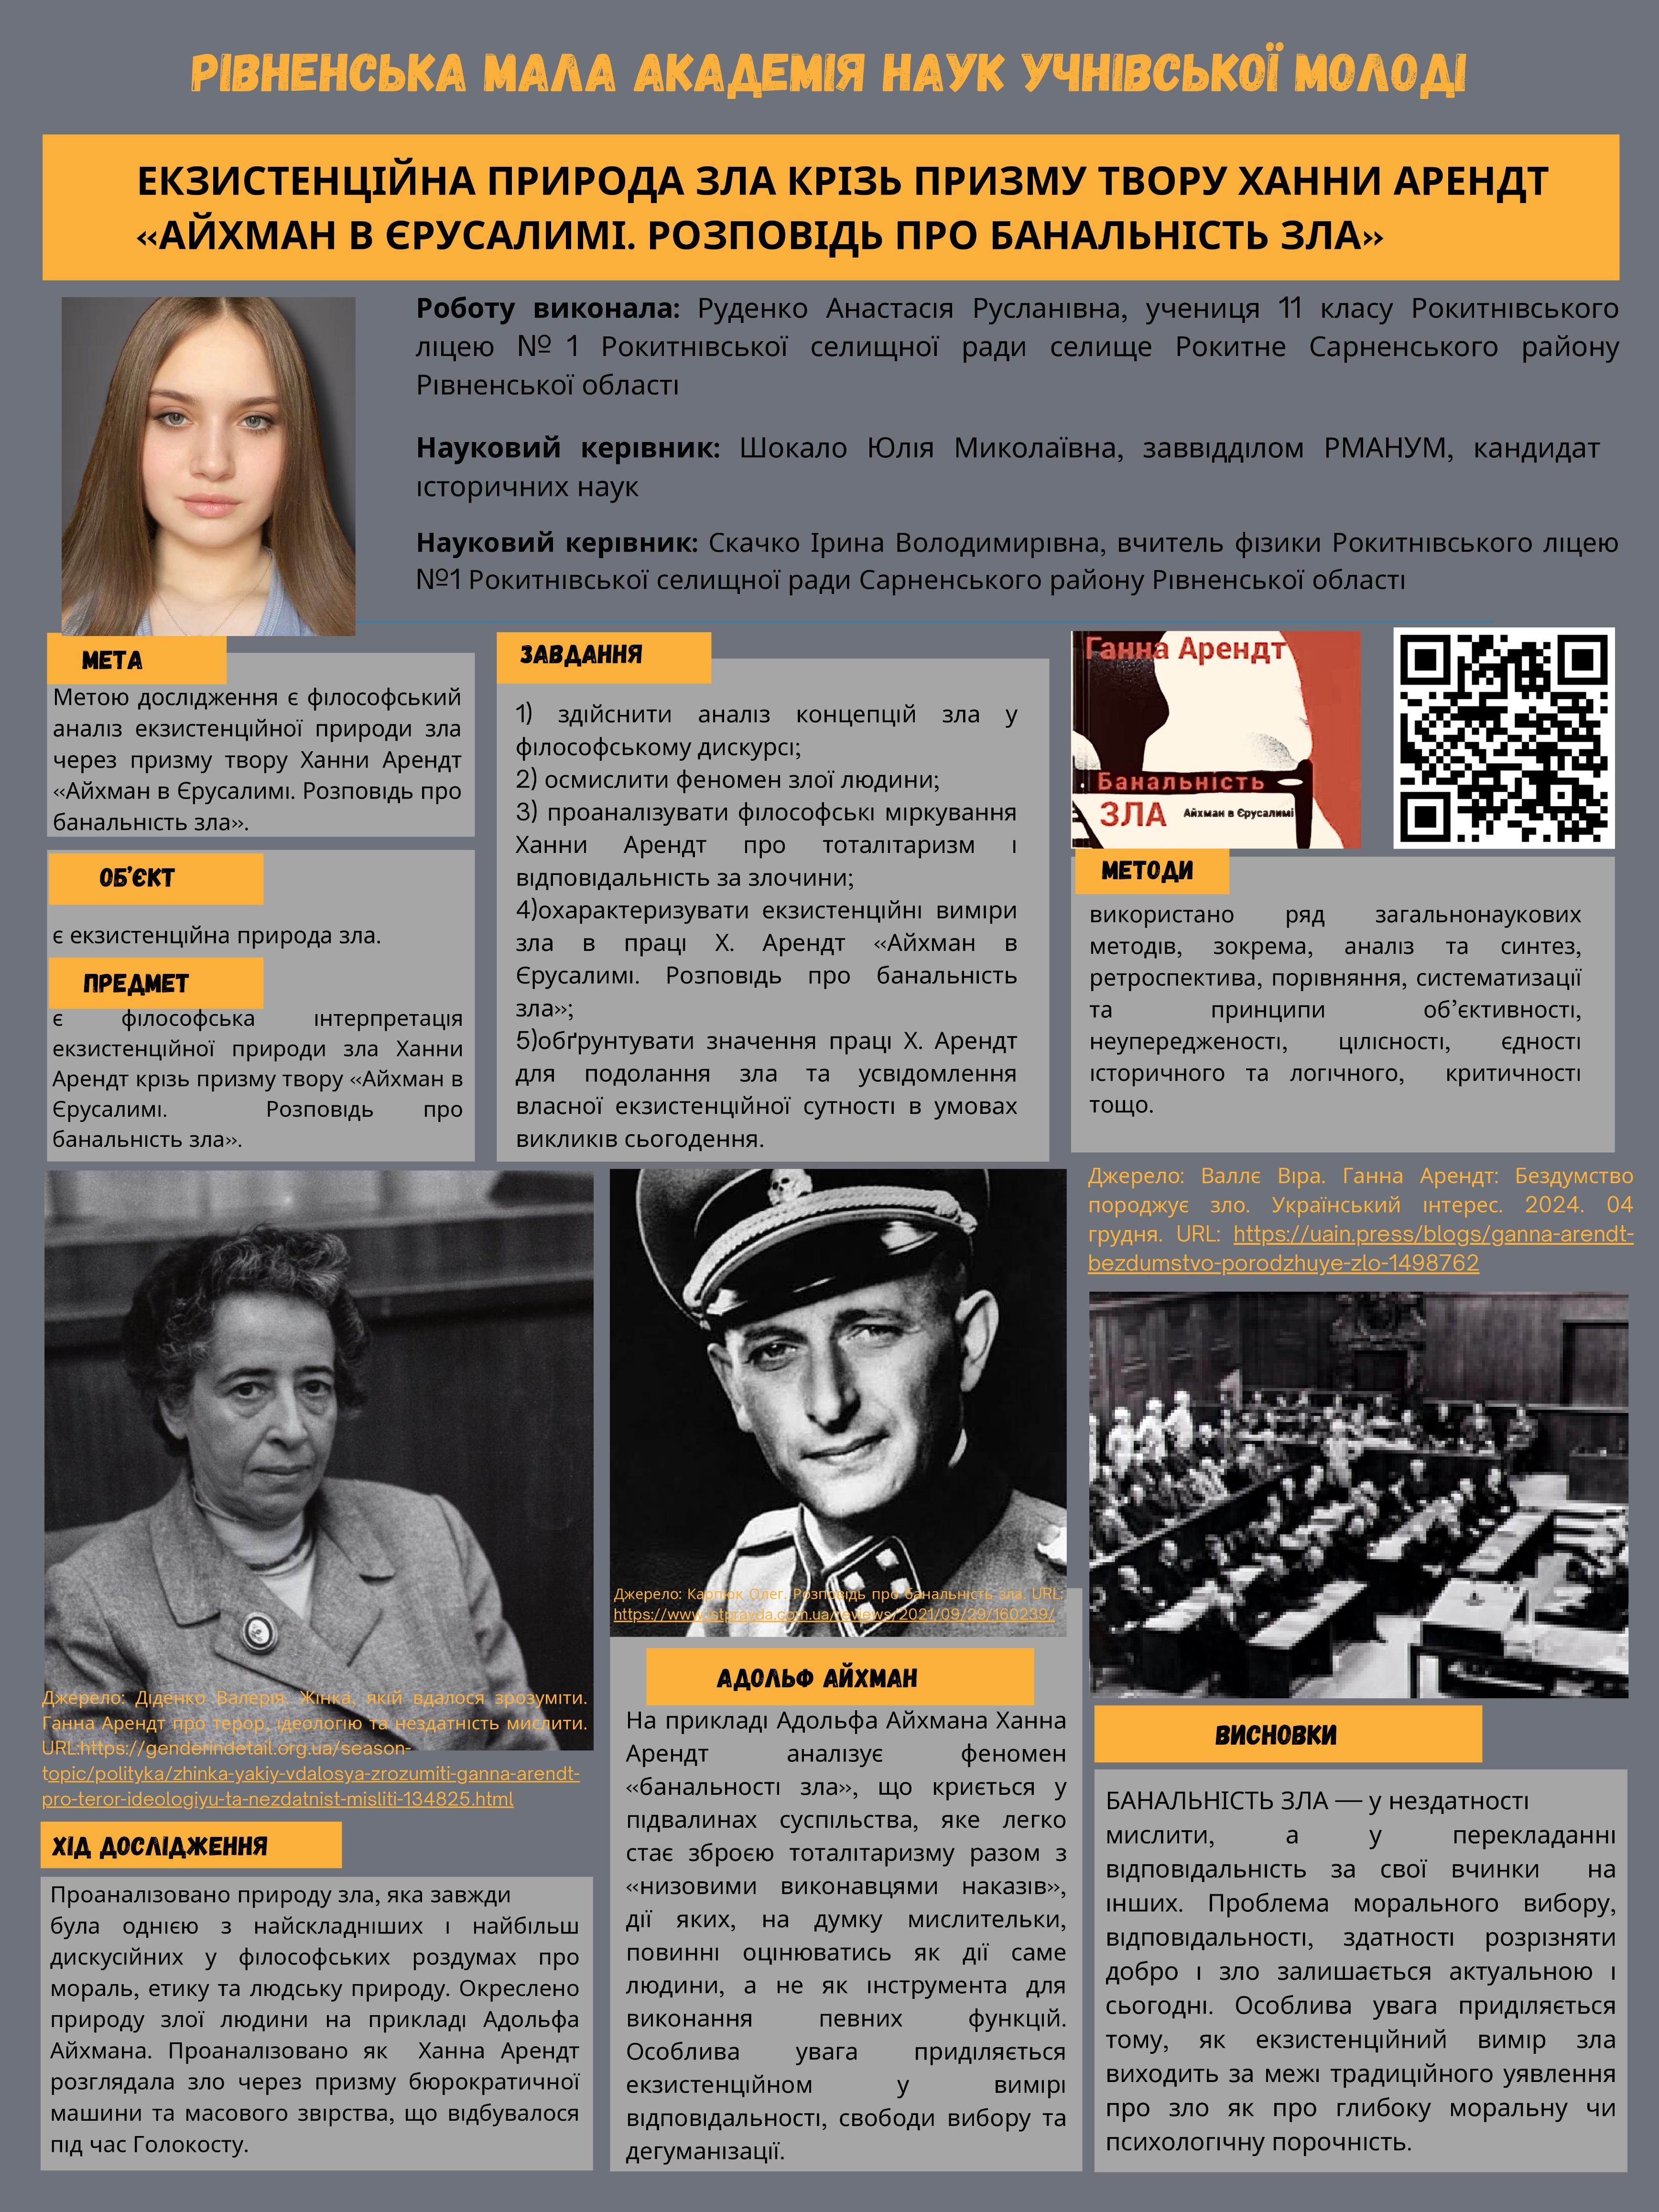 РІВНЕНСЬКА МАЛА АКАДЕМІЯ НАУК УЧНІВСЬКОЇ МОЛОДІ
ЕКЗИСТЕНЦІЙНА ПРИРОДА ЗЛА КРІЗЬ ПРИЗМУ ТВОРУ ХАННИ АРЕНДТ
«АЙХМАН В ЄРУСАЛИМІ. РОЗПОВІДЬ ПРО БАНАЛЬНІСТЬ ЗЛА»
Роботу виконала: Руденко Анастасія Русланівна, учениця 11 класу Рокитнівського
ліцею № 1 Рокитнівської селищної ради селище Рокитне Сарненського району
Рівненської області
Науковий керівник: Шокало Юлія Миколаївна, заввідділом РМАНУМ, кандидат
історичних наук
Науковий керівник: Скачко Ірина Володимирівна, вчитель фізики Рокитнівського ліцею
№1 Рокитнівської селищної ради Сарненського району Рівненської області
МЕТА
Метою дослідження є філософський
аналіз екзистенційної природи зла
через призму твору Ханни Арендт
«Айхман в Єрусалимі. Розповідь про
банальність зла».
ОБ'ЄКТ
є екзистенційна природа зла.
ПРЕДМЕТ
є філософська інтерпретація
екзистенційної природи зла Ханни
Арендт крізь призму твору «Айхман в
Єрусалимі. Розповідь про
банальність зла».
ЗАВДАННЯ
1) здійснити аналіз концепцій зла у
філософському дискурсі;
2) осмислити феномен злої людини;
3) проаналізувати філософські міркування
Ханни Арендт про тоталітаризм і
відповідальність за злочини;
4)охарактеризувати екзистенційні виміри
зла в праці Х. Арендт «Айхман в
Єрусалимі. Розповідь про банальність
зла»;
5)обґрунтувати значення праці Х. Арендт
для подолання зла та усвідомлення
власної екзистенційної сутності в умовах
викликів сьогодення.
Ганна Арендт
Банальність
ЗЛА
Айхман в Єрусалимі
МЕТОДИ
використано ряд загальнонаукових
методів, зокрема, аналіз та синтез,
ретроспектива, порівняння, систематизації
та принципи об’єктивності,
неупередженості, цілісності, єдності
історичного та логічного, критичності
тощо.
Джерело: Валлє Віра. Ганна Арендт: Бездумство
породжує зло. Український інтерес. 2024. 04
грудня. URL: https://uain.press/blogs/ganna-arendt-
bezdumstvo-porodzhuye-zlo-1498762
Джерело: Діденко Валерія. Жінка, якій вдалося зрозуміти.
Ганна Арендт про терор, ідеологію та нездатність мислити.
URL:https://genderindetail.org.ua/season-
topic/polityka/zhinka-yakiy-vdalosya-zrozumiti-ganna-arendt-
pro-teror-ideologiyu-ta-nezdatnist-misliti-134825.html
ХІД ДОСЛІДЖЕННЯ
Проаналізовано природу зла, яка завжди
була однією з найскладніших і найбільш
дискусійних у філософських роздумах про
мораль, етику та людську природу. Окреслено
природу злої людини на прикладі Адольфа
Айхмана. Проаналізовано як Ханна Арендт
розглядала зло через призму бюрократичної
машини та масового звірства, що відбувалося
під час Голокосту.
Джерело: Карпюк Олег. Розповідь про банальність зла. URL:
https://www.istpravda.com.ua/reviews/2021/09/29/160239/
АДОЛЬФ АЙХМАН
На прикладі Адольфа Айхмана Ханна
Арендт аналізує феномен
«банальності зла», що криється у
підвалинах суспільства, яке легко
стає зброєю тоталітаризму разом з
«низовими виконавцями наказів»,
дії яких, на думку мислительки,
повинні оцінюватись як дії саме
людини, а не як інструмента для
виконання певних функцій.
Особлива увага приділяється
екзистенційном у вимірі
відповідальності, свободи вибору та
дегуманізації.
ВИСНОВКИ
БАНАЛЬНІСТЬ ЗЛА — у нездатності
мислити, а у перекладанні
відповідальність за свої вчинки на
інших. Проблема морального вибору,
відповідальності, здатності розрізняти
добро і зло залишається актуальною і
сьогодні. Особлива увага приділяється
тому, як екзистенційний вимір зла
виходить за межі традиційного уявлення
про зло як про глибоку моральну чи
психологічну порочність.